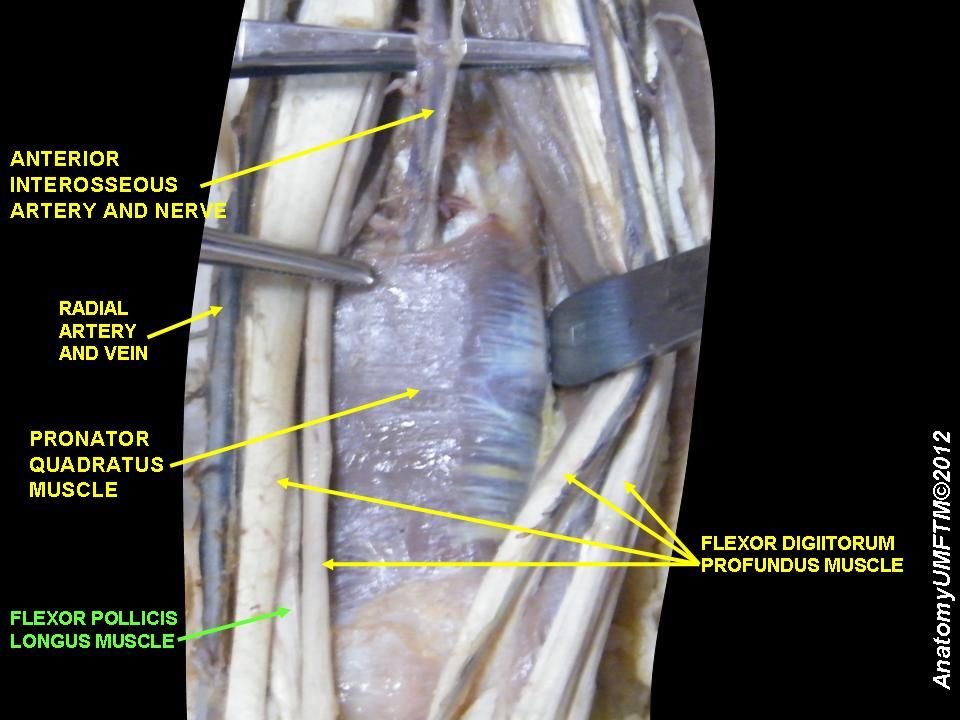 ANTERIOR
INTEROSSEOUS
ARTERY AND NERVE
RADIAL
ARTERY
AND VEIN
PRONATOR
QUADRATUS
MUSCLE
FLEXOR DIGIITORUM
PROFUNDUS MUSCLE
FLEXOR POLLICIS
LONGUS MUSCLE
AnatomyUMFTM©2012